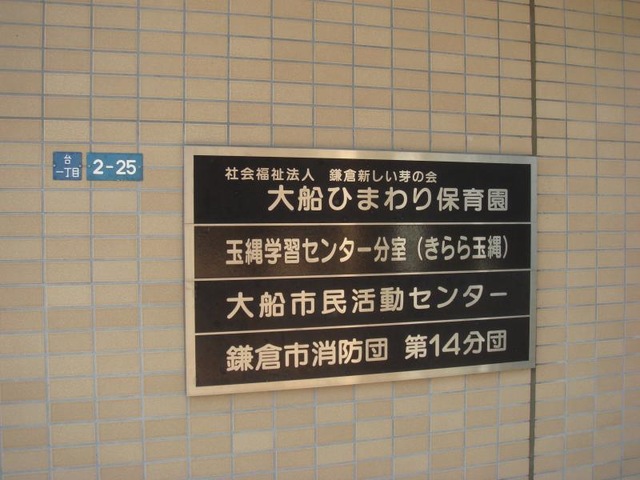 台
一丁目
2-25
社会福祉法人 鎌倉新しい芽の会
大船ひまわり保育園
玉縄学習センター分室(きらら玉縄)
大船市民活動センター
鎌倉市消防団 第14分団